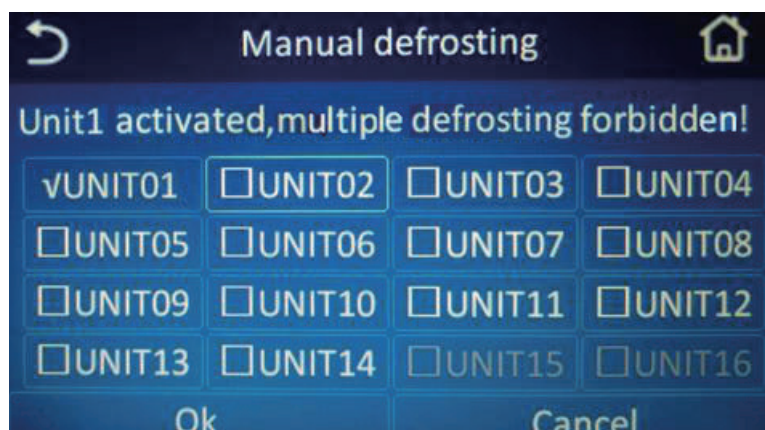 Manual defrosting
Unit1 activated,multiple defrosting forbidden!
√UNIT01 ☐UNIT02 ☐UNIT03 ☐UNIT04
☐UNIT05 ☐UNIT06 ☐UNIT07 ☐UNIT08
☐UNIT09 ☐UNIT10 ☐UNIT11 ☐UNIT12
☐UNIT13 ☐UNIT14 ☐UNIT15 ☐UNIT16
Ok Cancel